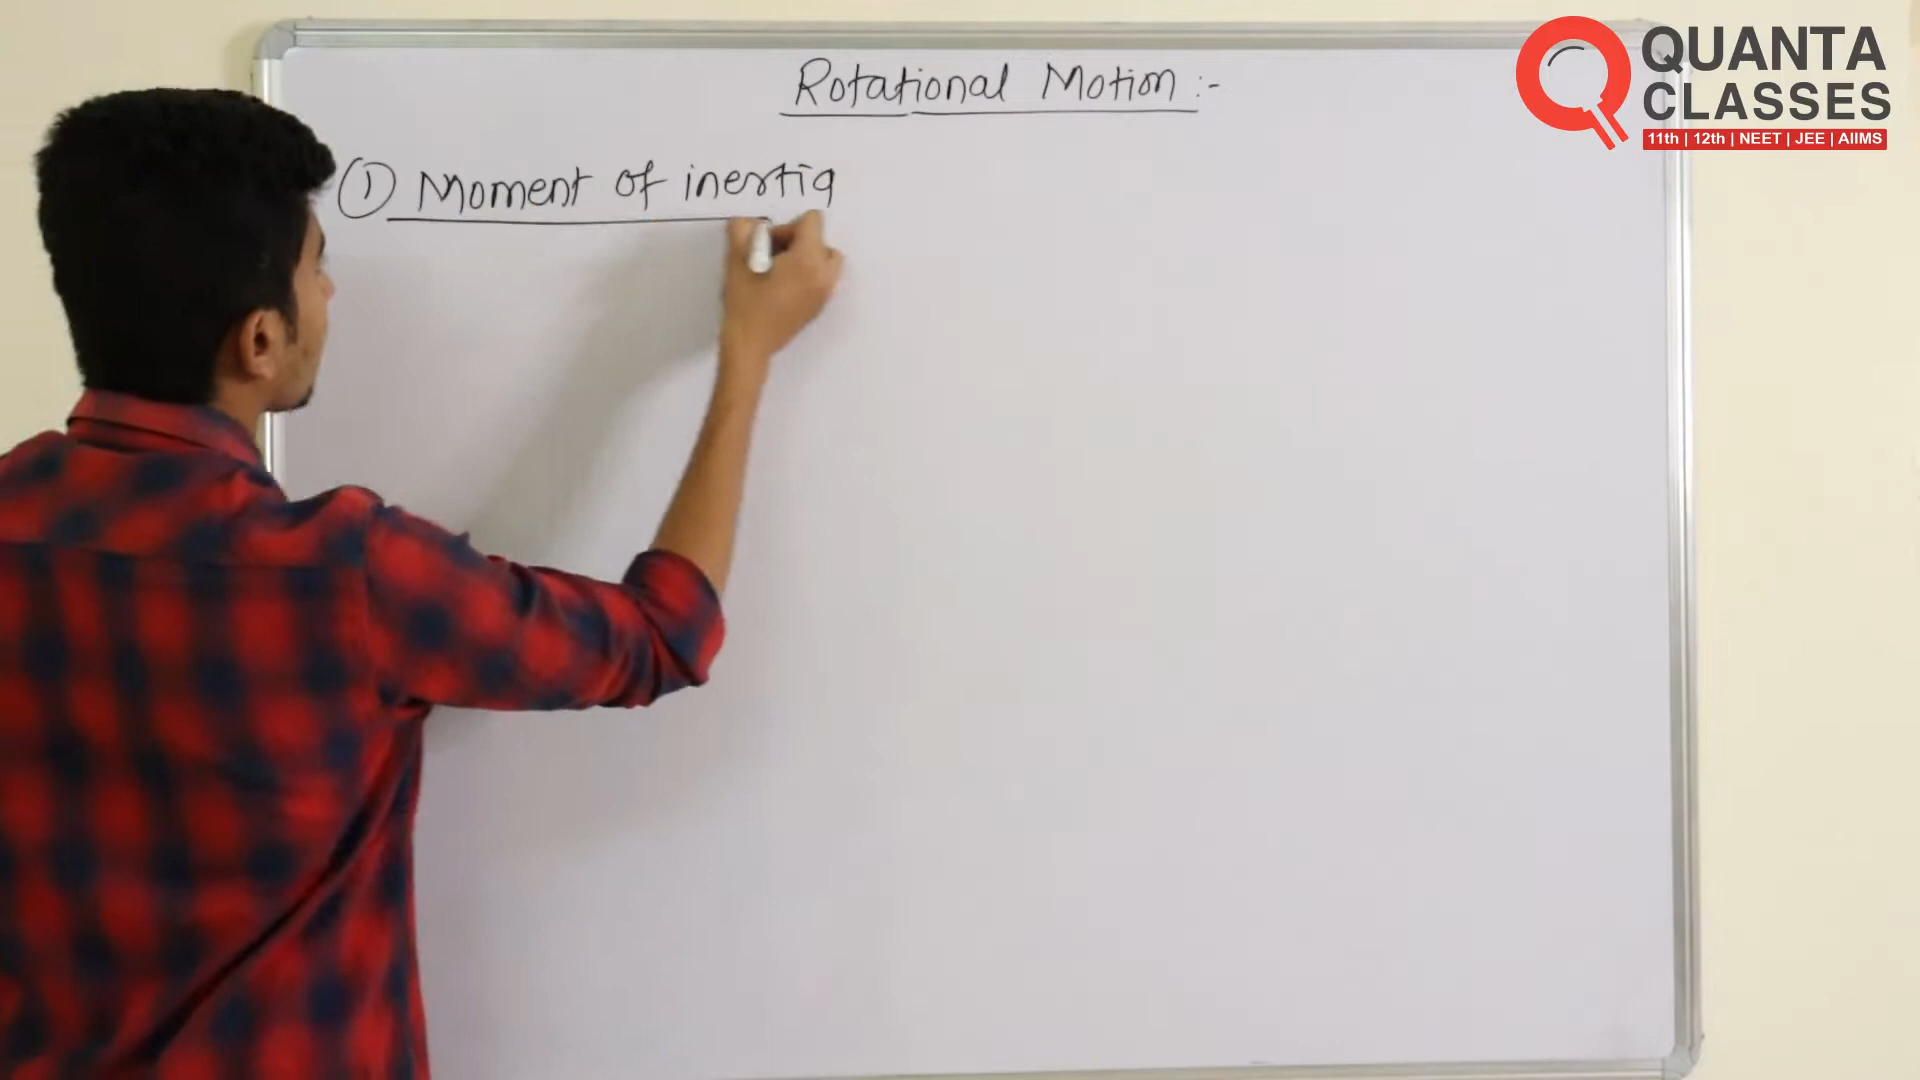 Rotational Motion :-
① Moment of inertia
QUANTA
CLASSES
11th | 12th | NEET | JEE | AIIMS